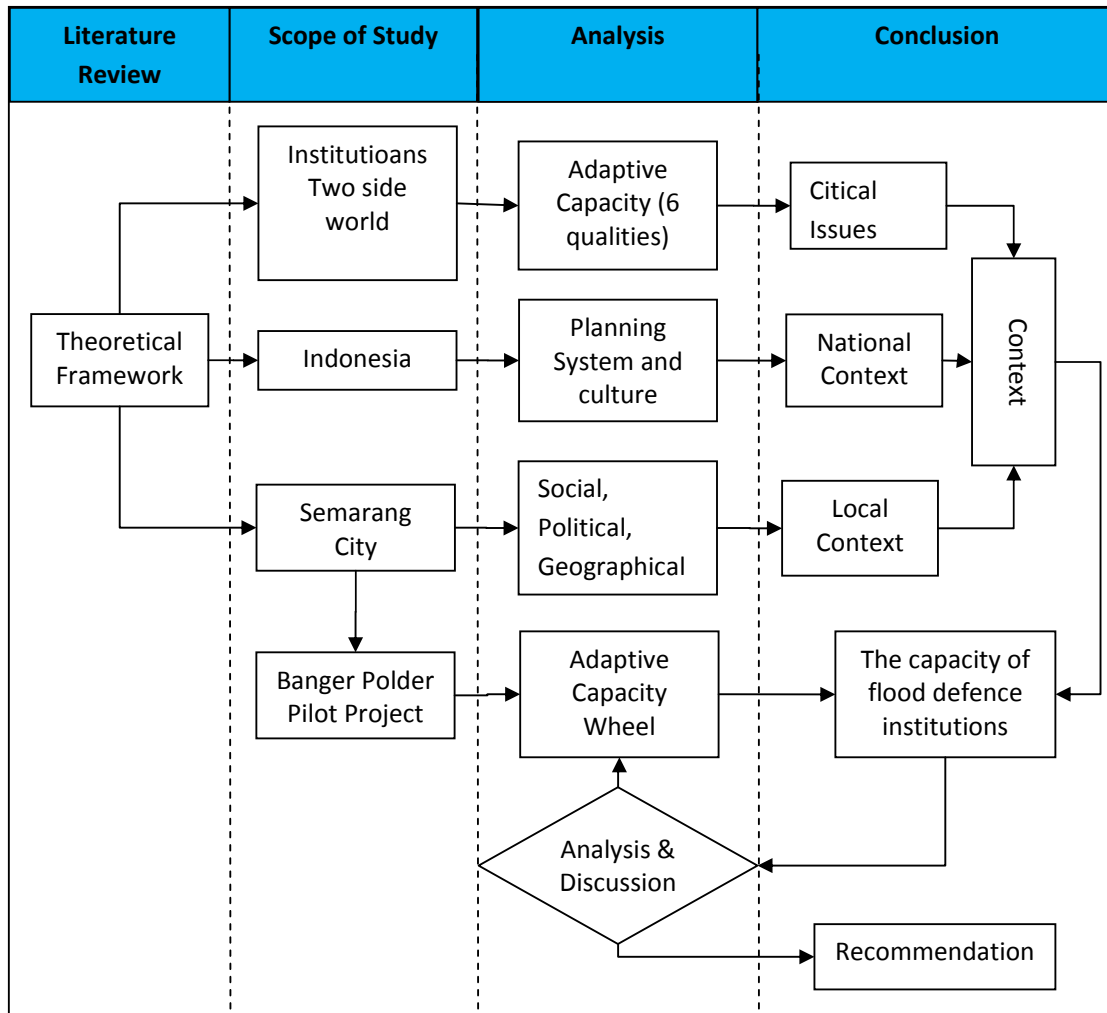 Literature
Review
Scope of Study
Analysis
Conclusion
Institutioans
Two side
world
Adaptive
Capacity (6
qualities)
Citical
Issues
Theoretical
Framework
Indonesia
Planning
System and
culture
National
Context
Context
Semarang
City
Social,
Political,
Geographical
Local
Context
Banger Polder
Pilot Project
Adaptive
Capacity
Wheel
The capacity of
flood defence
institutions
Analysis &
Discussion
Recommendation